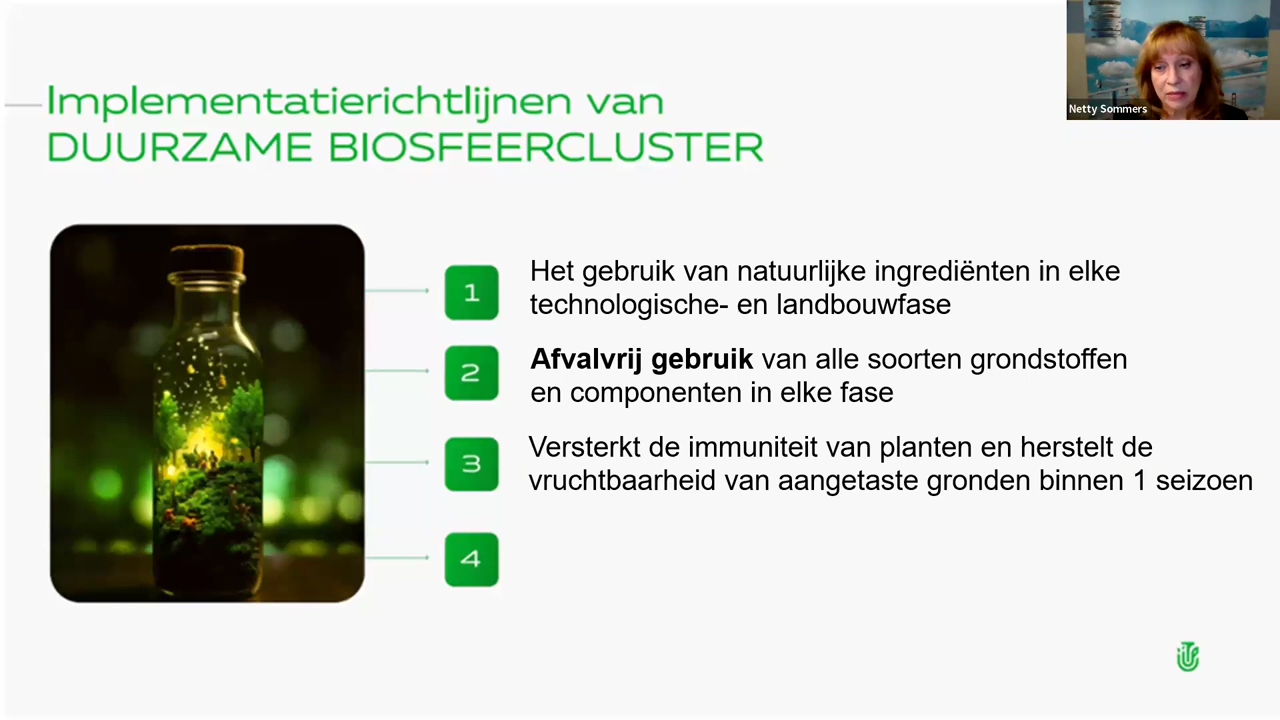 Netty Sommers
Implementatierichtlijnen van
DUURZAME BIOSFEERCLUSTER
1
Het gebruik van natuurlijke ingrediënten in elke
technologische- en landbouwfase
2
Afvalvrij gebruik van alle soorten grondstoffen
en componenten in elke fase
3
Versterkt de immuniteit van planten en herstelt de
vruchtbaarheid van aangetaste gronden binnen 1 seizoen
4